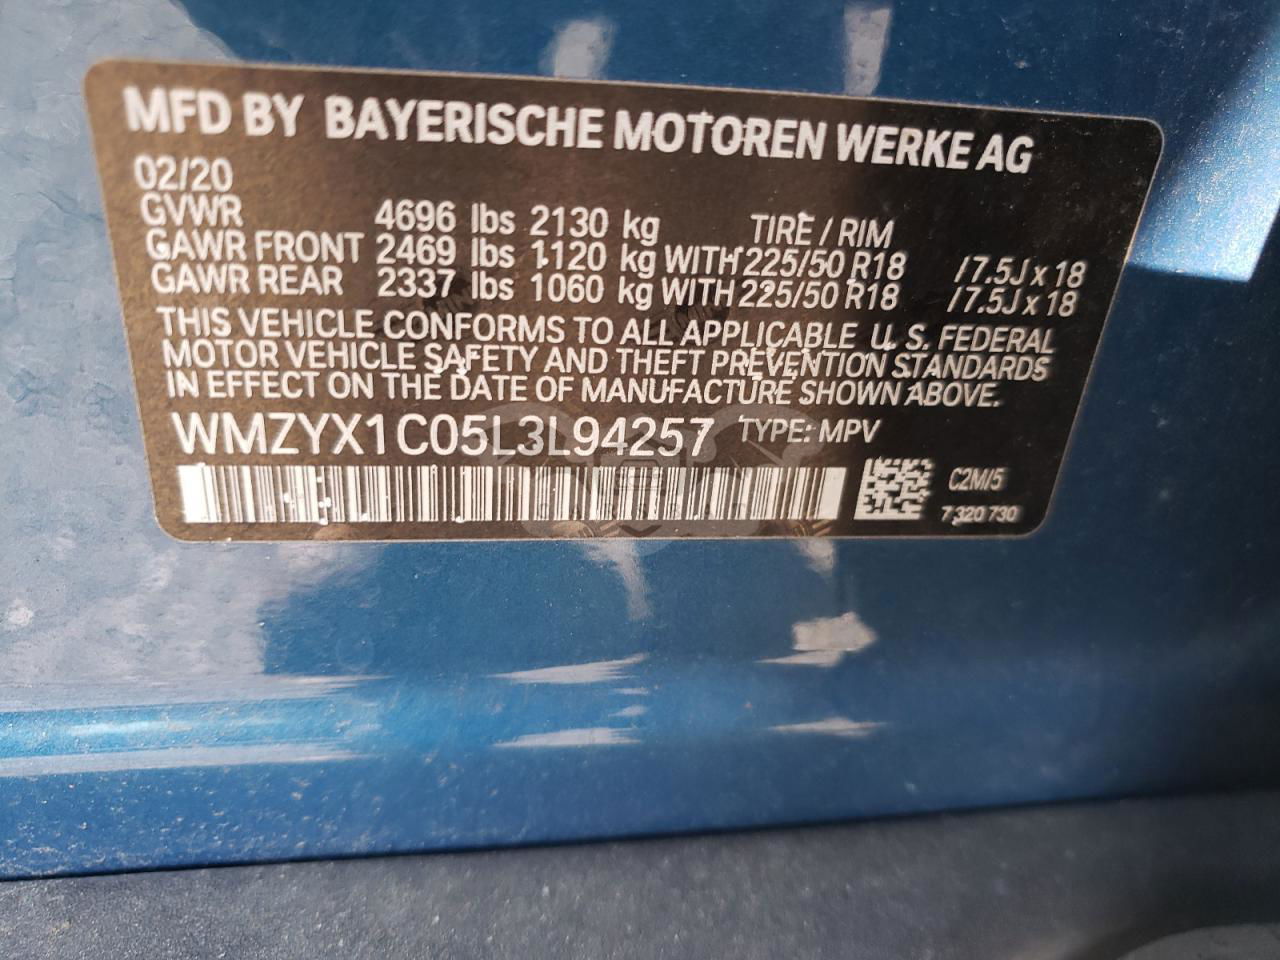 MFD BY BAYERISCHE MOTOREN WERKE AG
02/20
GVWR 4696 lbs 2130 kg TIRE / RIM
GAWR FRONT 2469 lbs 1120 kg WITH 225/50 R18 / 7.5J x 18
GAWR REAR 2337 lbs 1060 kg WITH 225/50 R18 / 7.5J x 18
THIS VEHICLE CONFORMS TO ALL APPLICABLE U. S. FEDERAL
MOTOR VEHICLE SAFETY AND THEFT PREVENTION STANDARDS
IN EFFECT ON THE DATE OF MANUFACTURE SHOWN ABOVE.
WMZYX1C05L3L94257 TYPE: MPV
C2M/5
7 320 730